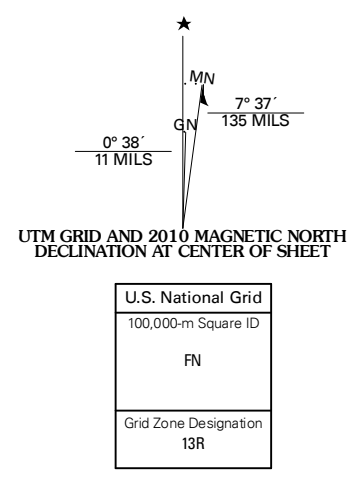 MN
7° 37´
135 MILS
GN
0° 38´
11 MILS
UTM GRID AND 2010 MAGNETIC NORTH
DECLINATION AT CENTER OF SHEET
U.S. National Grid
100,000-m Square ID
FN
Grid Zone Designation
13R